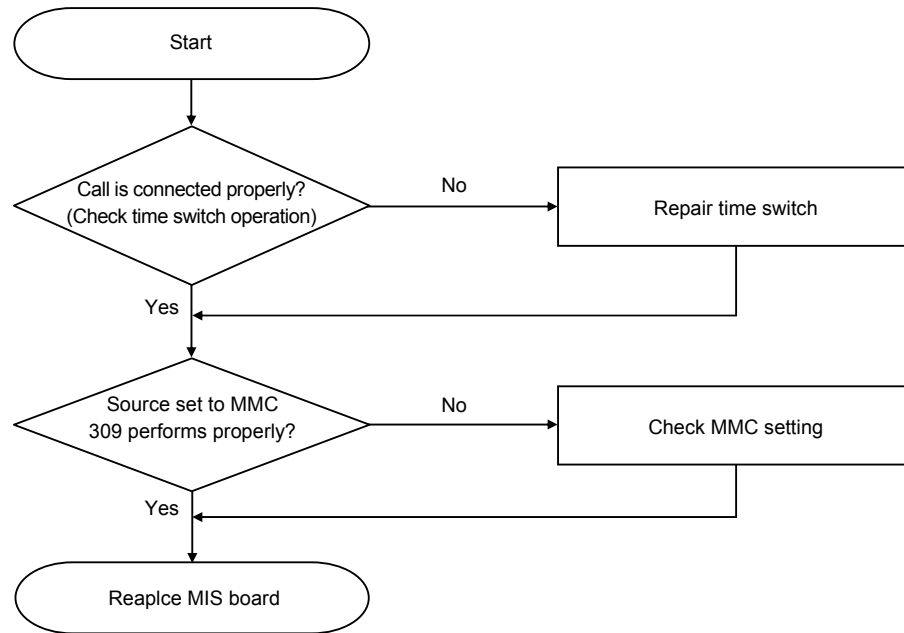 Start
Call is connected properly?
(Check time switch operation)
No
Repair time switch
Yes
Source set to MMC
309 performs properly?
No
Check MMC setting
Yes
Reaplce MIS board